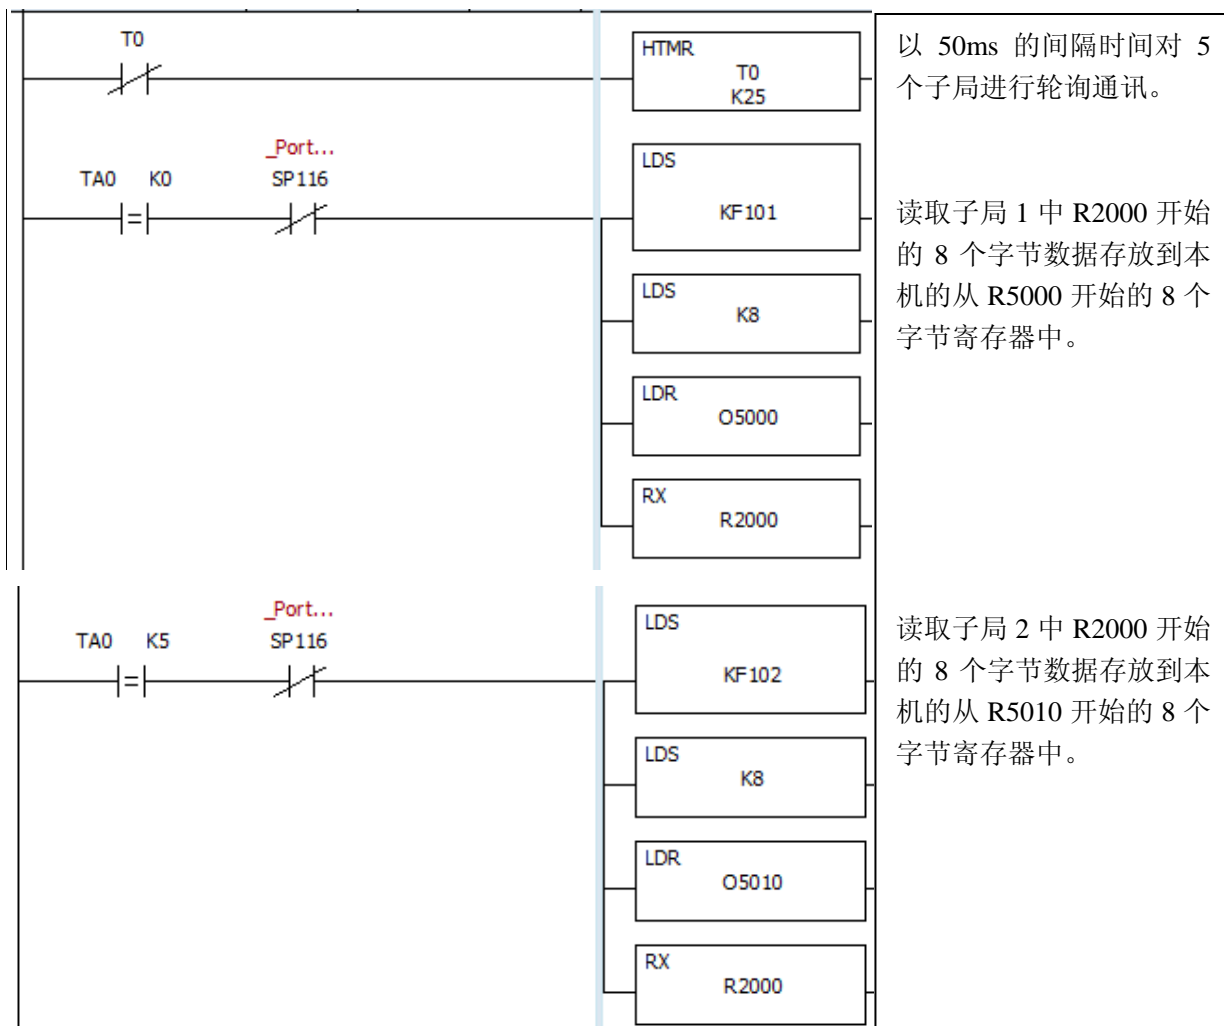 T0
HTMR
T0
K25
以 50ms 的间隔时间对 5
个子局进行轮询通讯。
_Port...
TA0 K0 SP116
LDS
KF101
LDS
K8
LDR
O5000
RX
R2000
读取子局 1 中 R2000 开始
的 8 个字节数据存放到本
机的从 R5000 开始的 8 个
字节寄存器中。
_Port...
TA0 K5 SP116
LDS
KF102
LDS
K8
LDR
O5010
RX
R2000
读取子局 2 中 R2000 开始
的 8 个字节数据存放到本
机的从 R5010 开始的 8 个
字节寄存器中。